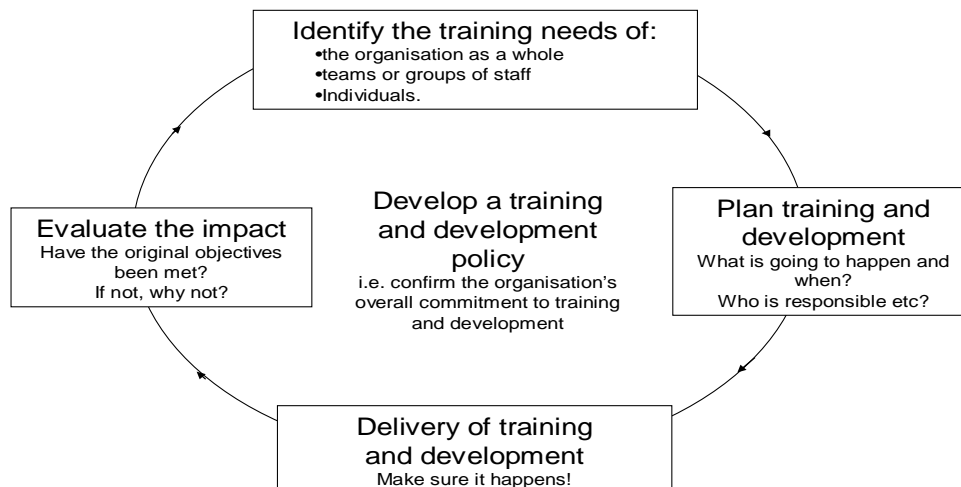 Identify the training needs of:
•the organisation as a whole
•teams or groups of staff
•Individuals.
Plan training and
development
What is going to happen and
when?
Who is responsible etc?
Delivery of training
and development
Make sure it happens!
Evaluate the impact
Have the original objectives
been met?
If not, why not?
Develop a training
and development
policy
i.e. confirm the organisation’s
overall commitment to training
and development